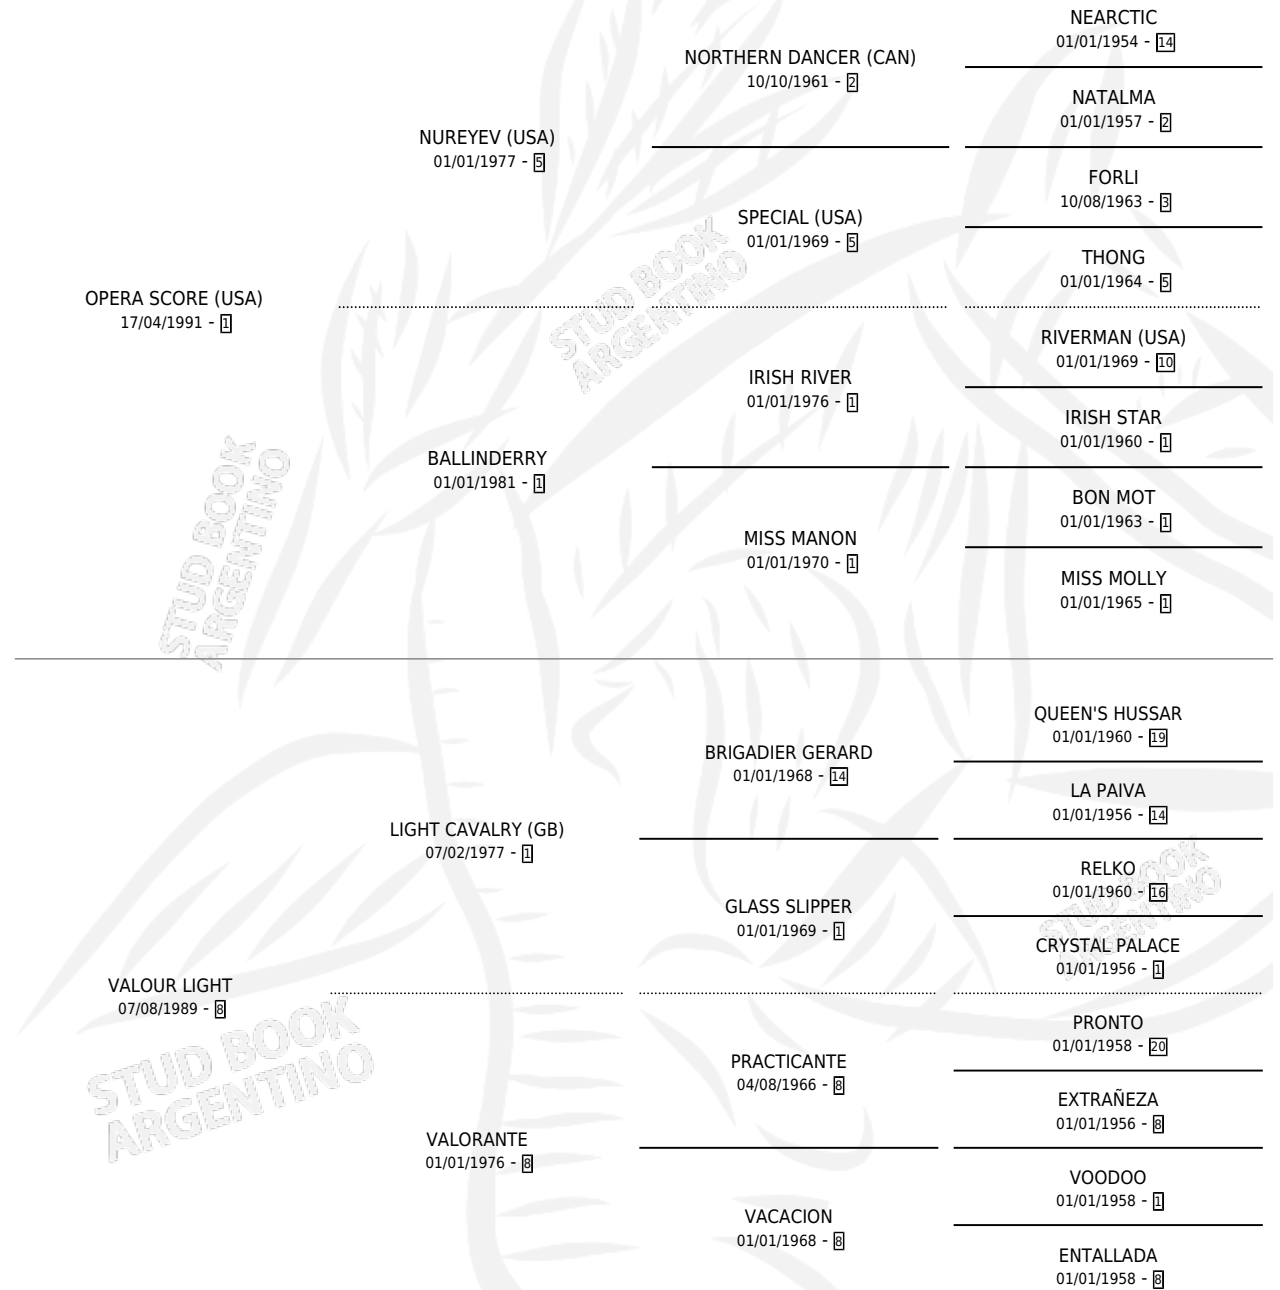 OPERA SCORE (USA)
17/04/1991 - 1
NUREYEV (USA)
01/01/1977 - 5
NORTHERN DANCER (CAN)
10/10/1961 - 2
NEARCTIC
01/01/1954 - 14
NATALMA
01/01/1957 - 2
SPECIAL (USA)
01/01/1969 - 5
FORLI
10/08/1963 - 3
THONG
01/01/1964 - 5
BALLINDERRY
01/01/1981 - 1
IRISH RIVER
01/01/1976 - 1
RIVERMAN (USA)
01/01/1969 - 10
IRISH STAR
01/01/1960 - 1
MISS MANON
01/01/1970 - 1
BON MOT
01/01/1963 - 1
MISS MOLLY
01/01/1965 - 1
VALOUR LIGHT
07/08/1989 - 8
LIGHT CAVALRY (GB)
07/02/1977 - 1
BRIGADIER GERARD
01/01/1968 - 14
QUEEN'S HUSSAR
01/01/1960 - 19
LA PAIVA
01/01/1956 - 14
GLASS SLIPPER
01/01/1969 - 1
RELKO
01/01/1960 - 16
CRYSTAL PALACE
01/01/1956 - 1
VALORANTE
01/01/1976 - 8
PRACTICANTE
04/08/1966 - 8
PRONTO
01/01/1958 - 20
EXTRAÑEZA
01/01/1956 - 8
VACACION
01/01/1968 - 8
VOODOO
01/01/1958 - 1
ENTALLADA
01/01/1958 - 8
STUD BOOK
ARGENTINO
STUD BOOK
ARGENTINO
STUD BOOK
ARGENTINO
STUD BOOK
ARGENTINO